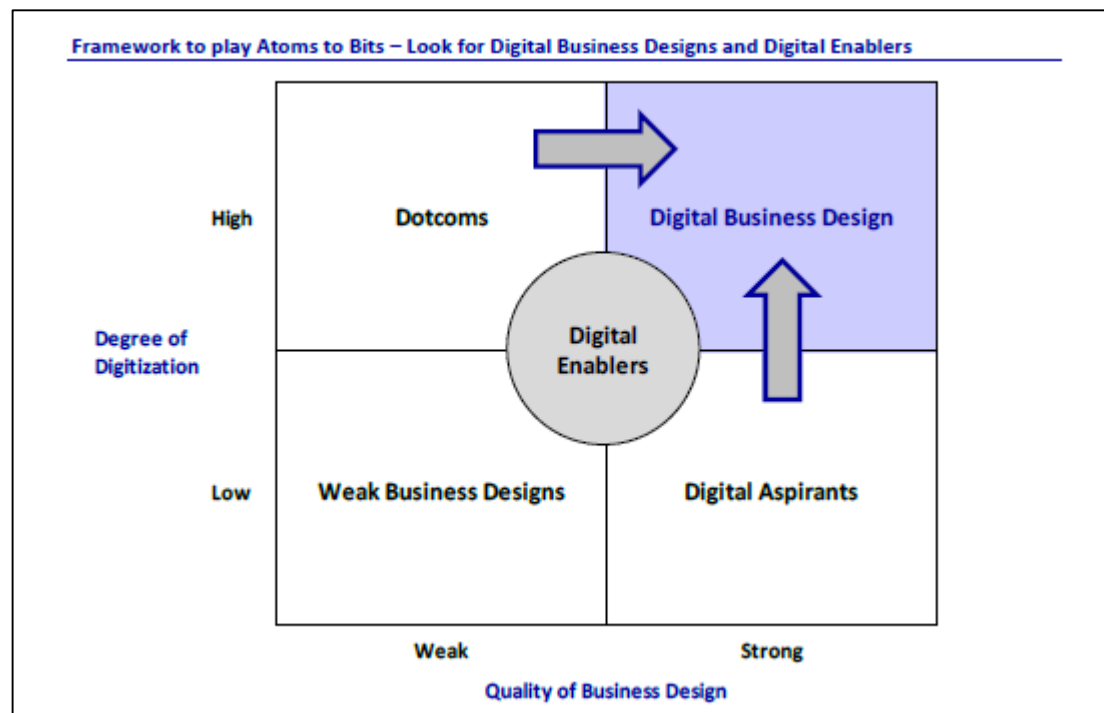 Framework to play Atoms to Bits – Look for Digital Business Designs and Digital Enablers
High
Dotcoms
Digital Business Design
Degree of
Digitization
Digital
Enablers
Low
Weak Business Designs
Digital Aspirants
Weak
Strong
Quality of Business Design